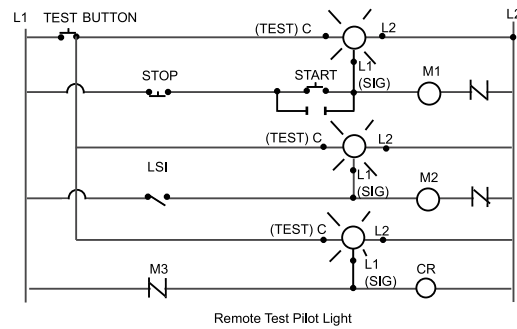 L1 TEST BUTTON (TEST) C L2 L2
L1
STOP START (SIG) M1
(TEST) C L2
LSI L1
(SIG) M2
(TEST) C L2
M3 L1 CR
(SIG)
Remote Test Pilot Light